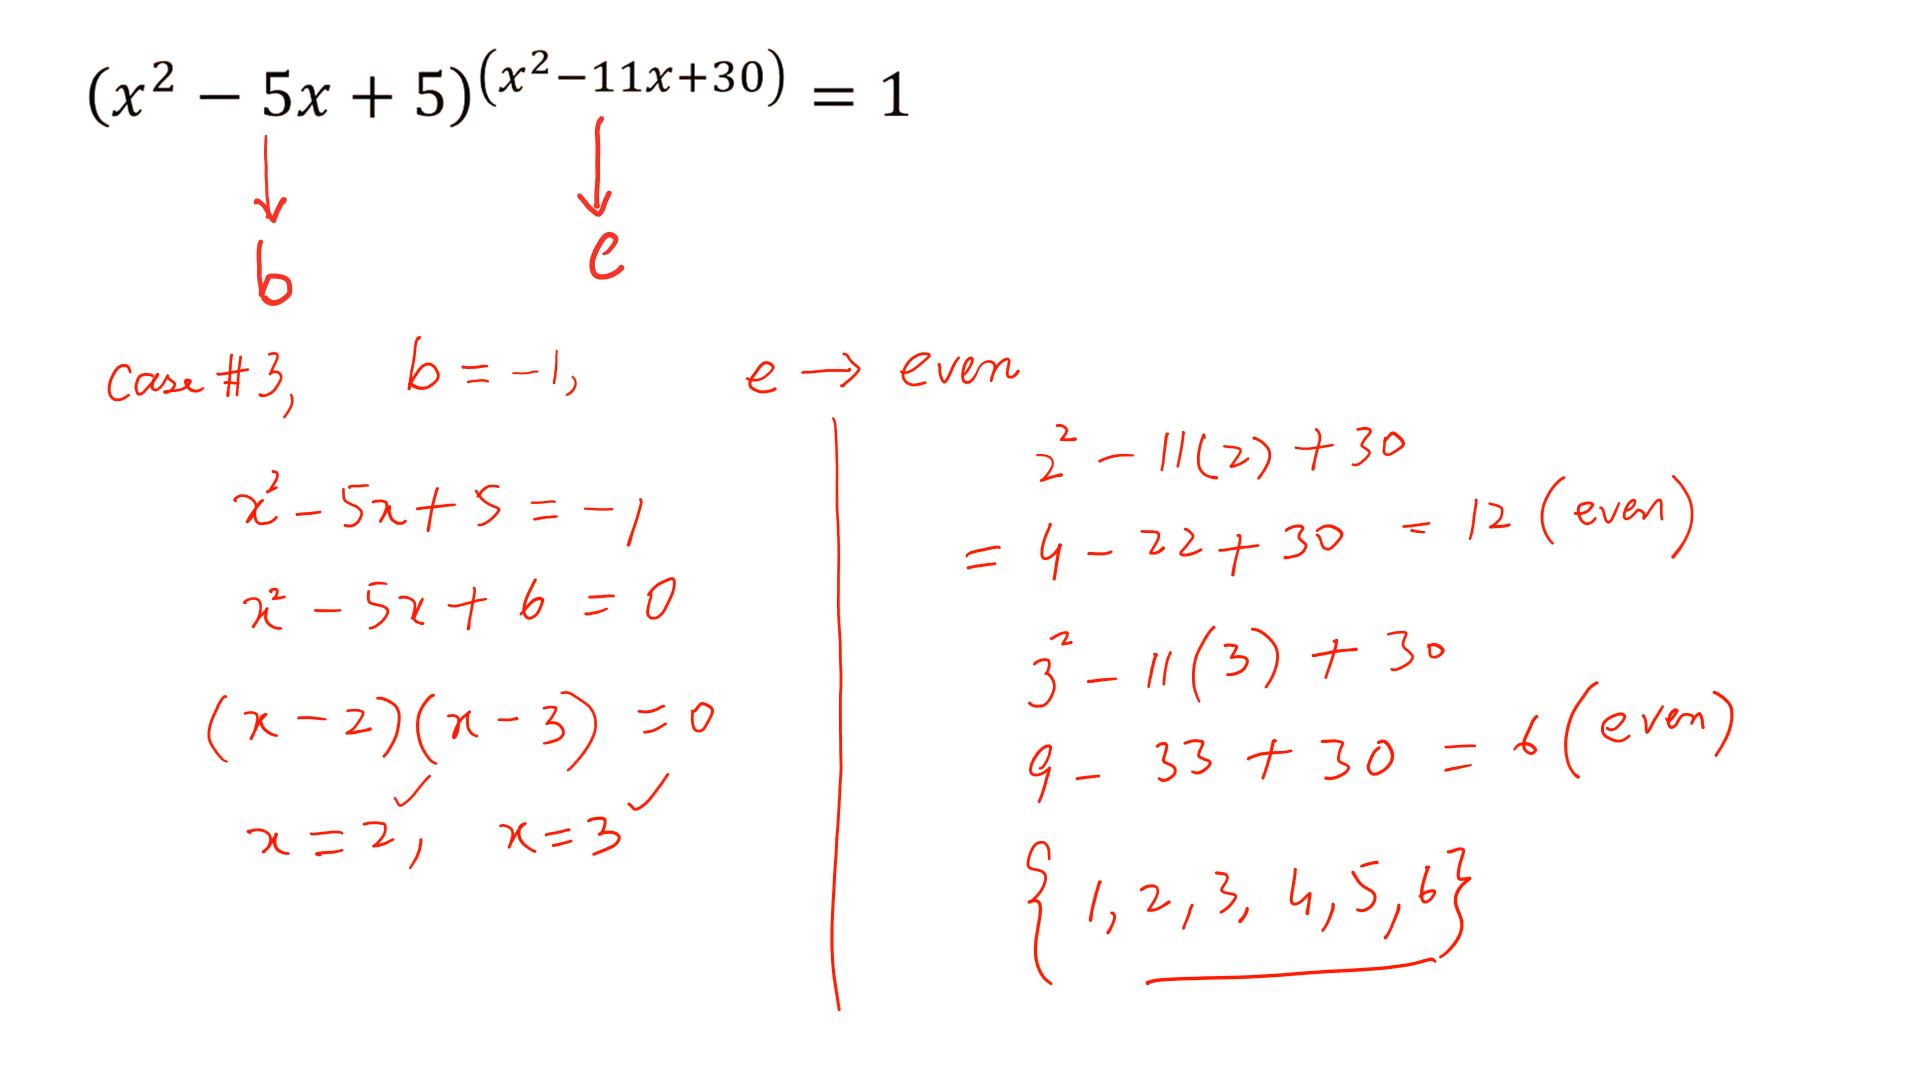 (x² − 5x + 5)^(x²−11x+30) = 1
b
e
Case #3, b = -1, e → even
x² - 5x + 5 = -1
x² - 5x + 6 = 0
(x - 2)(x - 3) = 0
x = 2, x = 3
2² - 11(2) + 30
= 4 - 22 + 30 = 12 (even)
3² - 11(3) + 30
9 - 33 + 30 = 6 (even)
{1, 2, 3, 4, 5, 6}